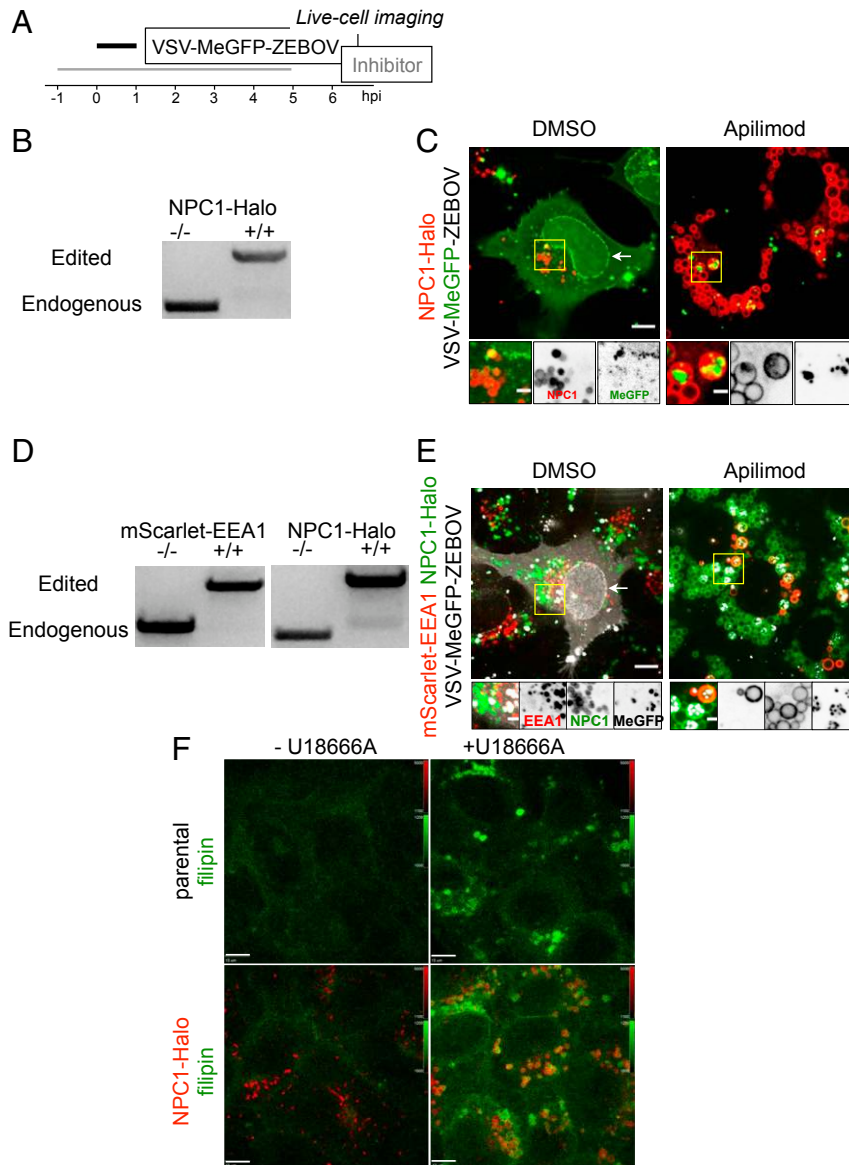 A
Live-cell imaging
VSV-MeGFP-ZEBOV
Inhibitor
-1 0 1 2 3 4 5 6 hpi
B
NPC1-Halo
-/- +/+
Edited
Endogenous
C
DMSO Apilimod
NPC1-Halo
VSV-MeGFP-ZEBOV
NPC1 MeGFP
D
mScarlet-EEA1 NPC1-Halo
-/- +/+ -/- +/+
Edited
Endogenous
E
DMSO Apilimod
mScarlet-EEA1 NPC1-Halo
VSV-MeGFP-ZEBOV
EEA1 NPC1 MeGFP
F
- U18666A +U18666A
parental
filipin
NPC1-Halo
filipin